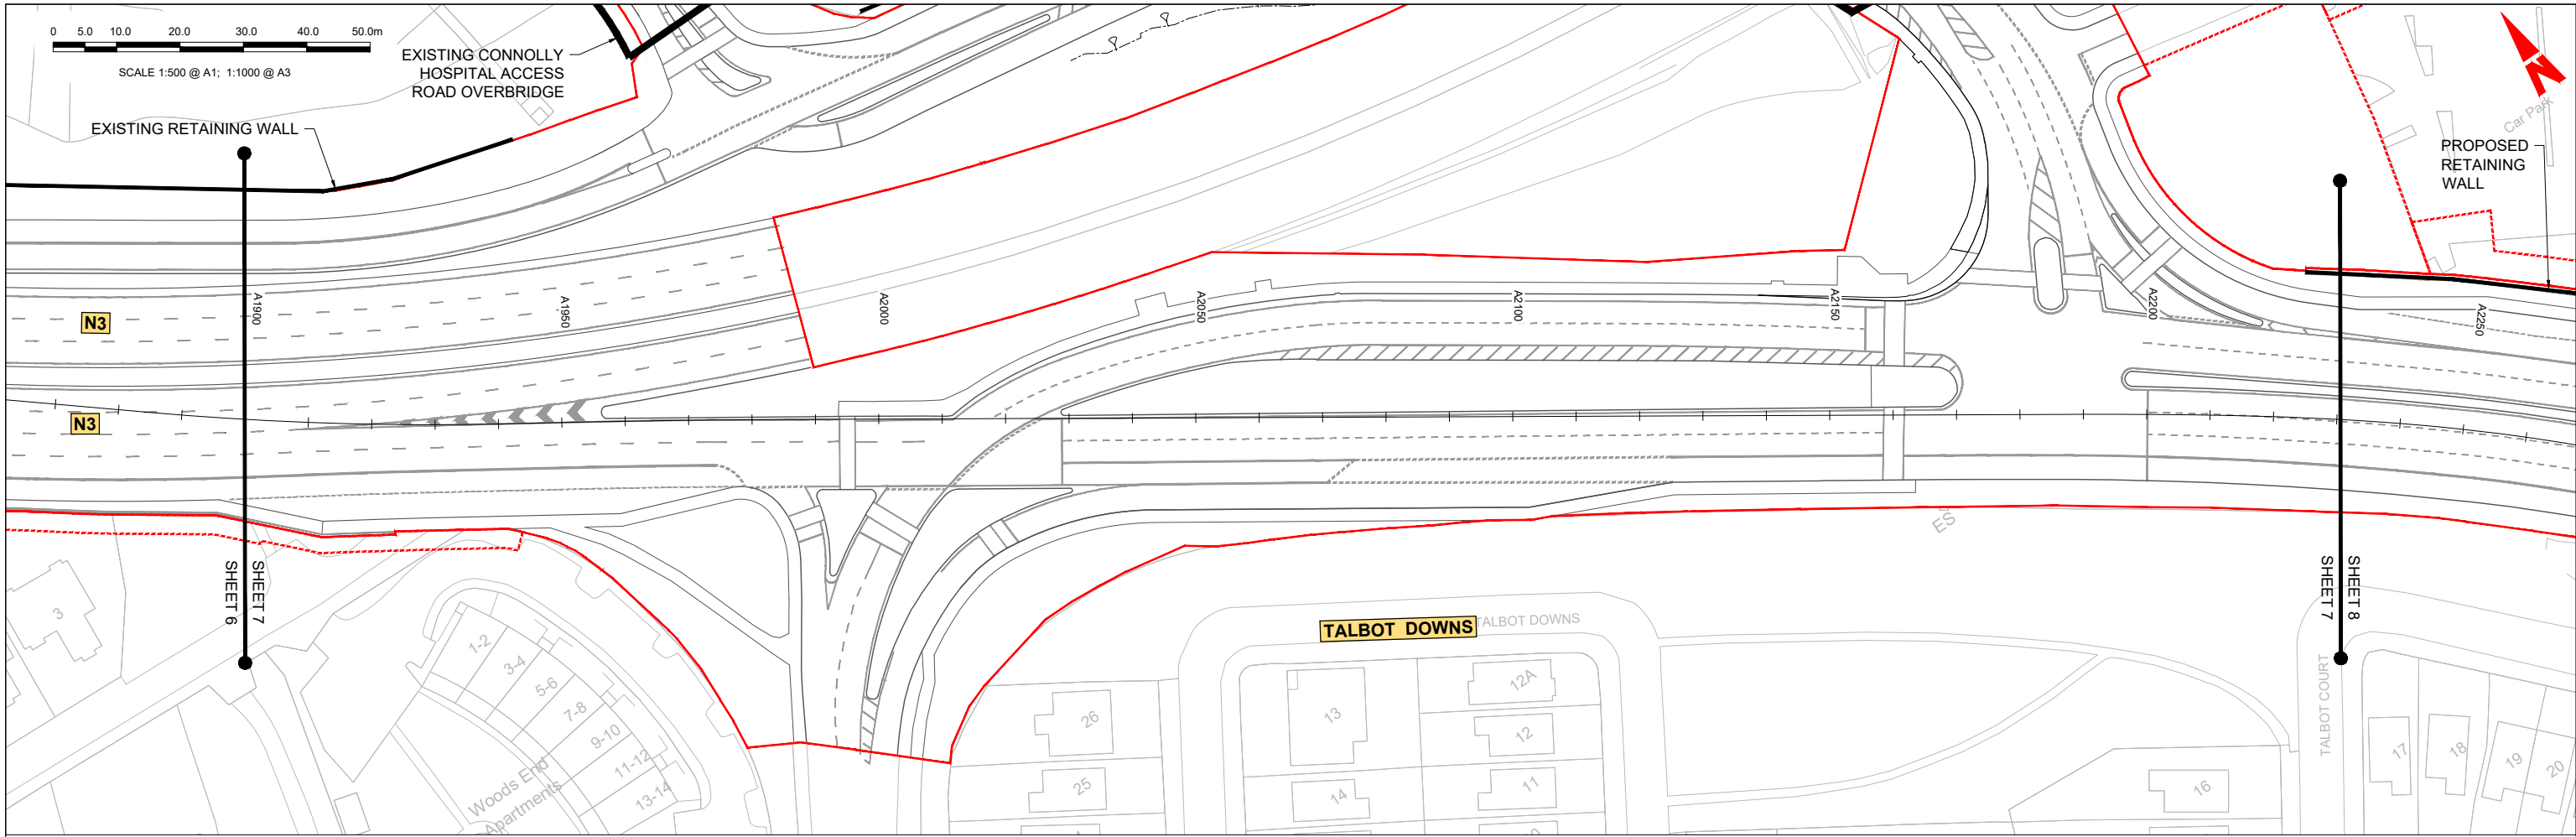 0 5.0 10.0 20.0 30.0 40.0 50.0m
SCALE 1:500 @ A1; 1:1000 @ A3
EXISTING CONNOLLY
HOSPITAL ACCESS
ROAD OVERBRIDGE
EXISTING RETAINING WALL
N
Car Park
PROPOSED
RETAINING
WALL
N3
N3
A1900
A1950
A2000
A2050
A2100
A2150
A2200
A2250
SHEET 7
SHEET 6
SHEET 8
SHEET 7
ES
TALBOT DOWNS
TALBOT DOWNS
TALBOT COURT
3
1-2
3-4
5-6
7-8
9-10
11-12
13-14
Woods End
Apartments
26
25
13
14
12A
12
11
16
17
18
19
20